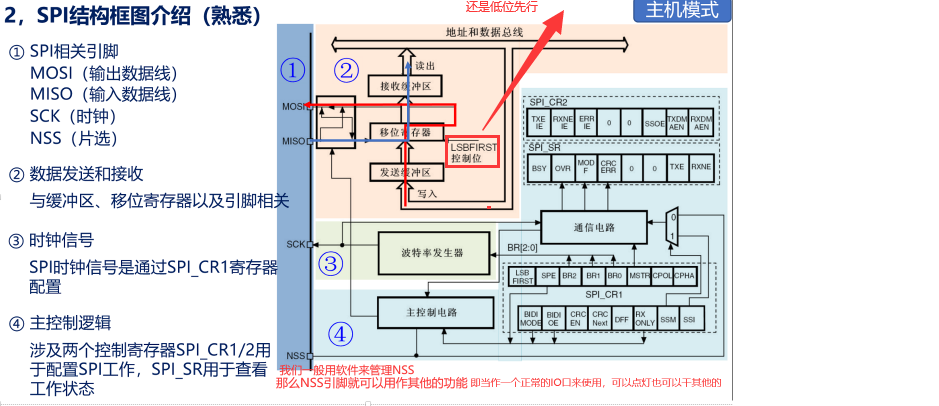 2，SPI结构框图介绍（熟悉）
还是低位先行
主机模式
① SPI相关引脚
MOSI（输出数据线）
MISO（输入数据线）
SCK（时钟）
NSS（片选）
② 数据发送和接收
与缓冲区、移位寄存器以及引脚相关
③ 时钟信号
SPI时钟信号是通过SPI_CR1寄存器
配置
④ 主控制逻辑
涉及两个控制寄存器SPI_CR1/2用
于配置SPI工作，SPI_SR用于查看
工作状态
地址和数据总线
① ②
读出
接收缓冲区
MOSI
移位寄存器
MISO
LSBFIRST
控制位
发送缓冲区
写入
SPI_CR2
TXE IE RXNE IE ERR IE 0 0 SSOE TXDM AEN RXDM AEN
SPI_SR
BSY OVR MOD F CRC ERR 0 0 TXE RXNE
通信电路
0
1
SCK
波特率发生器
③
BR[2:0]
LSB FIRST SPE BR2 BR1 BR0 MSTR CPOL CPHA
SPI_CR1
主控制电路
④
BIDI MODE BIDI OE CRC EN CRC Next DFF RX ONLY SSM SSI
NSS
我们一般用软件来管理NSS
那么NSS引脚就可以用作其他的功能 即当作一个正常的IO口来使用，可以点灯也可以干其他的